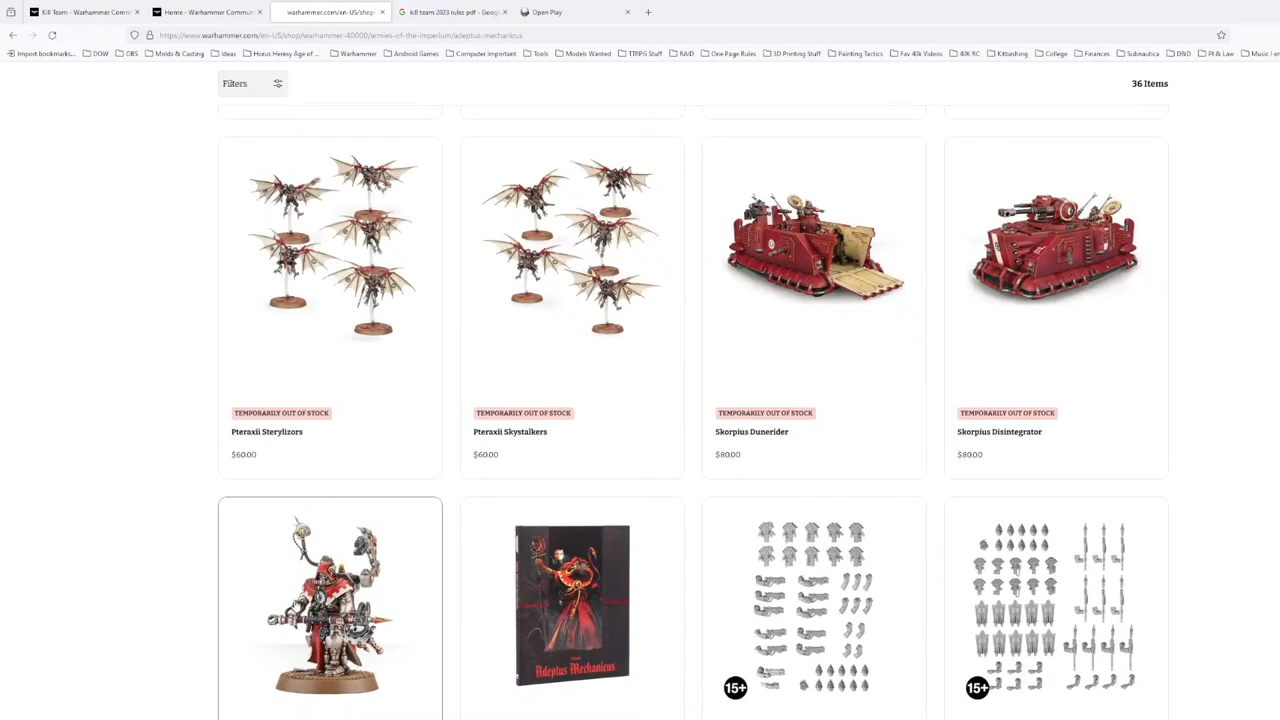 Kill Team - Warhammer Comm
Home - Warhammer Commun
warhammer.com/en-US/shop
kill team 2023 rules pdf - Goog
Open Play
https://www.warhammer.com/en-US/shop/warhammer-40000/armies-of-the-imperium/adeptus-mechanicus
Import bookmarks... DOW OBS Molds & Casting Ideas Horus Heresy Age of ... Warhammer Android Games Computer Important Tools Models Wanted TTRPG Stuff RAID One Page Rules 3D Printing Stuff Painting Tactics Fav 40k Videos 40K RC Kitbashing College Finances Subnautica D&D PI & Law Music
Filters
36 Items
TEMPORARILY OUT OF STOCK
Pteraxii Sterylizors
$60.00
TEMPORARILY OUT OF STOCK
Pteraxii Skystalkers
$60.00
TEMPORARILY OUT OF STOCK
Skorpius Dunerider
$80.00
TEMPORARILY OUT OF STOCK
Skorpius Disintegrator
$80.00
Adeptus Mechanicus
15+
15+